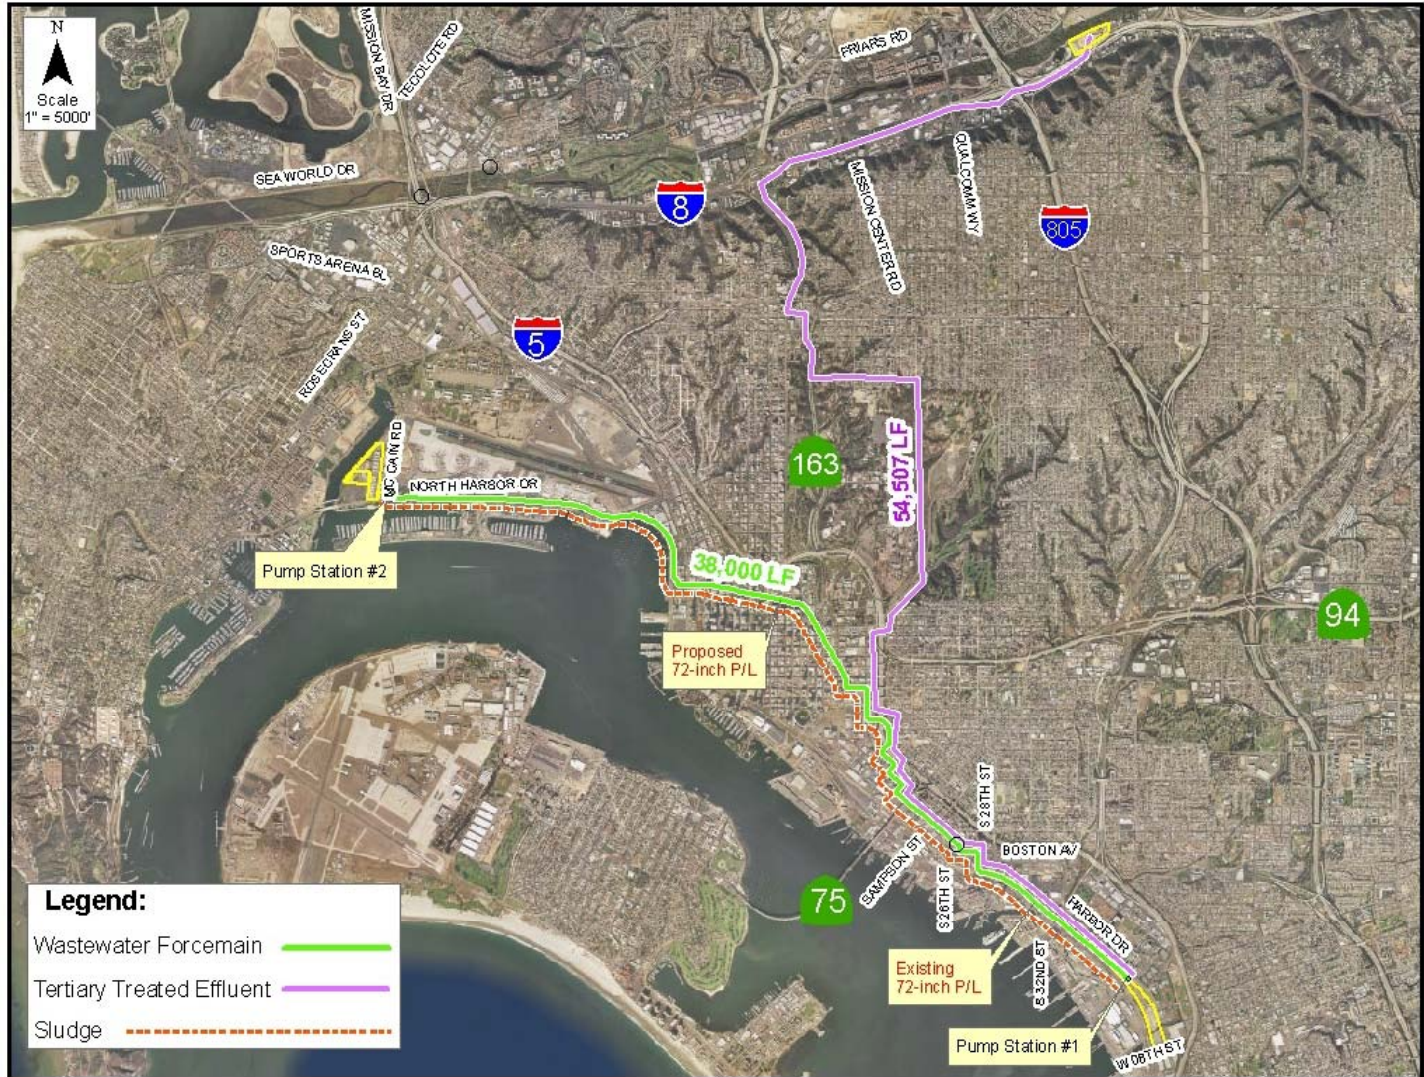 N
Scale
1" = 5000'
MISSION BAY DR
TECOLOTE RD
FRIARS RD
SEA WORLD DR
8
MISSION CENTER RD
QUALCOMM WY
805
SPORTS ARENA BL
ROSECRANS ST
5
163
54,507 LF
MC CAIN RD
NORTH HARBOR DR
Pump Station #2
38,000 LF
94
Proposed
72-inch P/L
S 28TH ST
BOSTON AV
SAMPSON ST
S 26TH ST
75
HARBOR DR
Existing
72-inch P/L
S 32ND ST
Pump Station #1
W 08TH ST
Legend:
Wastewater Forcemain
Tertiary Treated Effluent
Sludge